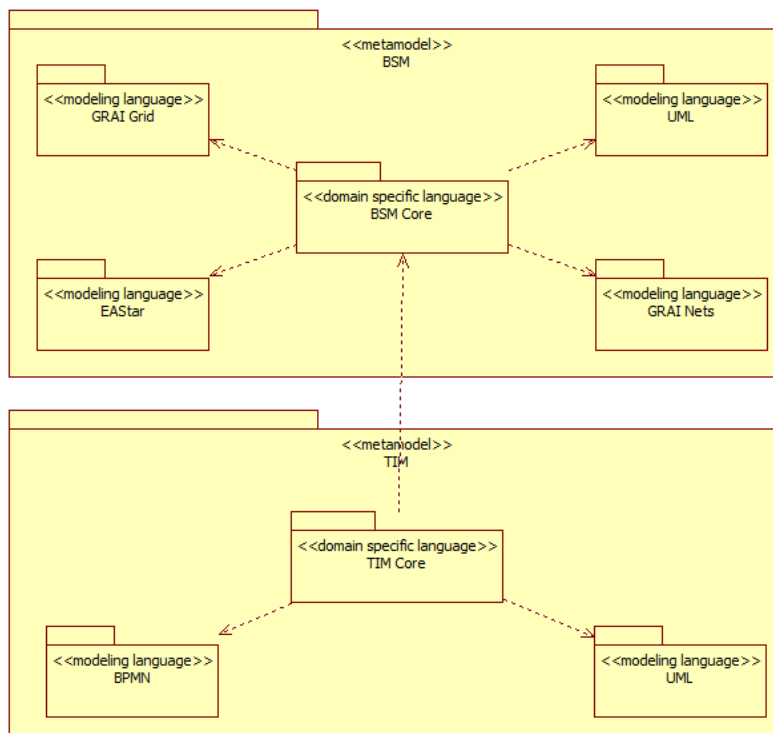 <<metamodel>>
BSM
<<modeling language>>
GRAI Grid
<<modeling language>>
UML
<<domain specific language>>
BSM Core
<<modeling language>>
EAStar
<<modeling language>>
GRAI Nets
<<metamodel>>
TIM
<<domain specific language>>
TIM Core
<<modeling language>>
BPMN
<<modeling language>>
UML